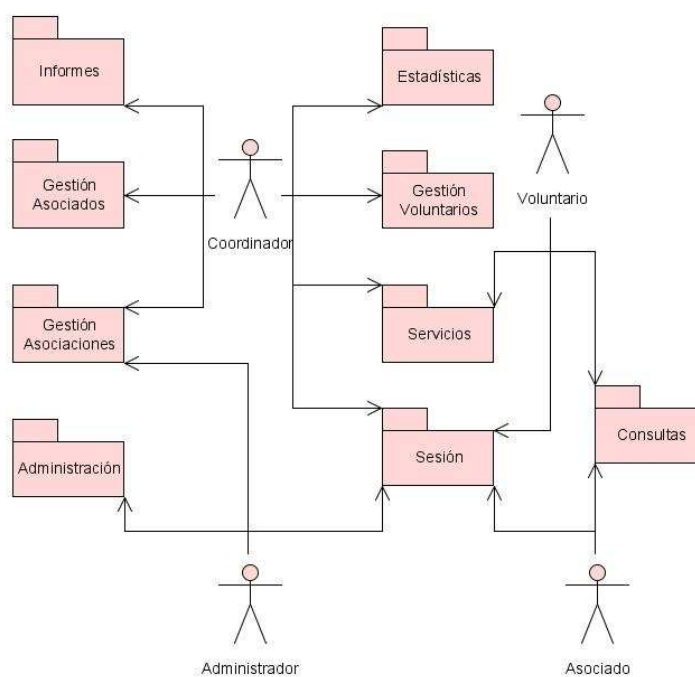 Informes
Estadísticas
Gestión
Asociados
Gestión
Voluntarios
Voluntario
Coordinador
Gestión
Asociaciones
Servicios
Administración
Sesión
Consultas
Administrador
Asociado